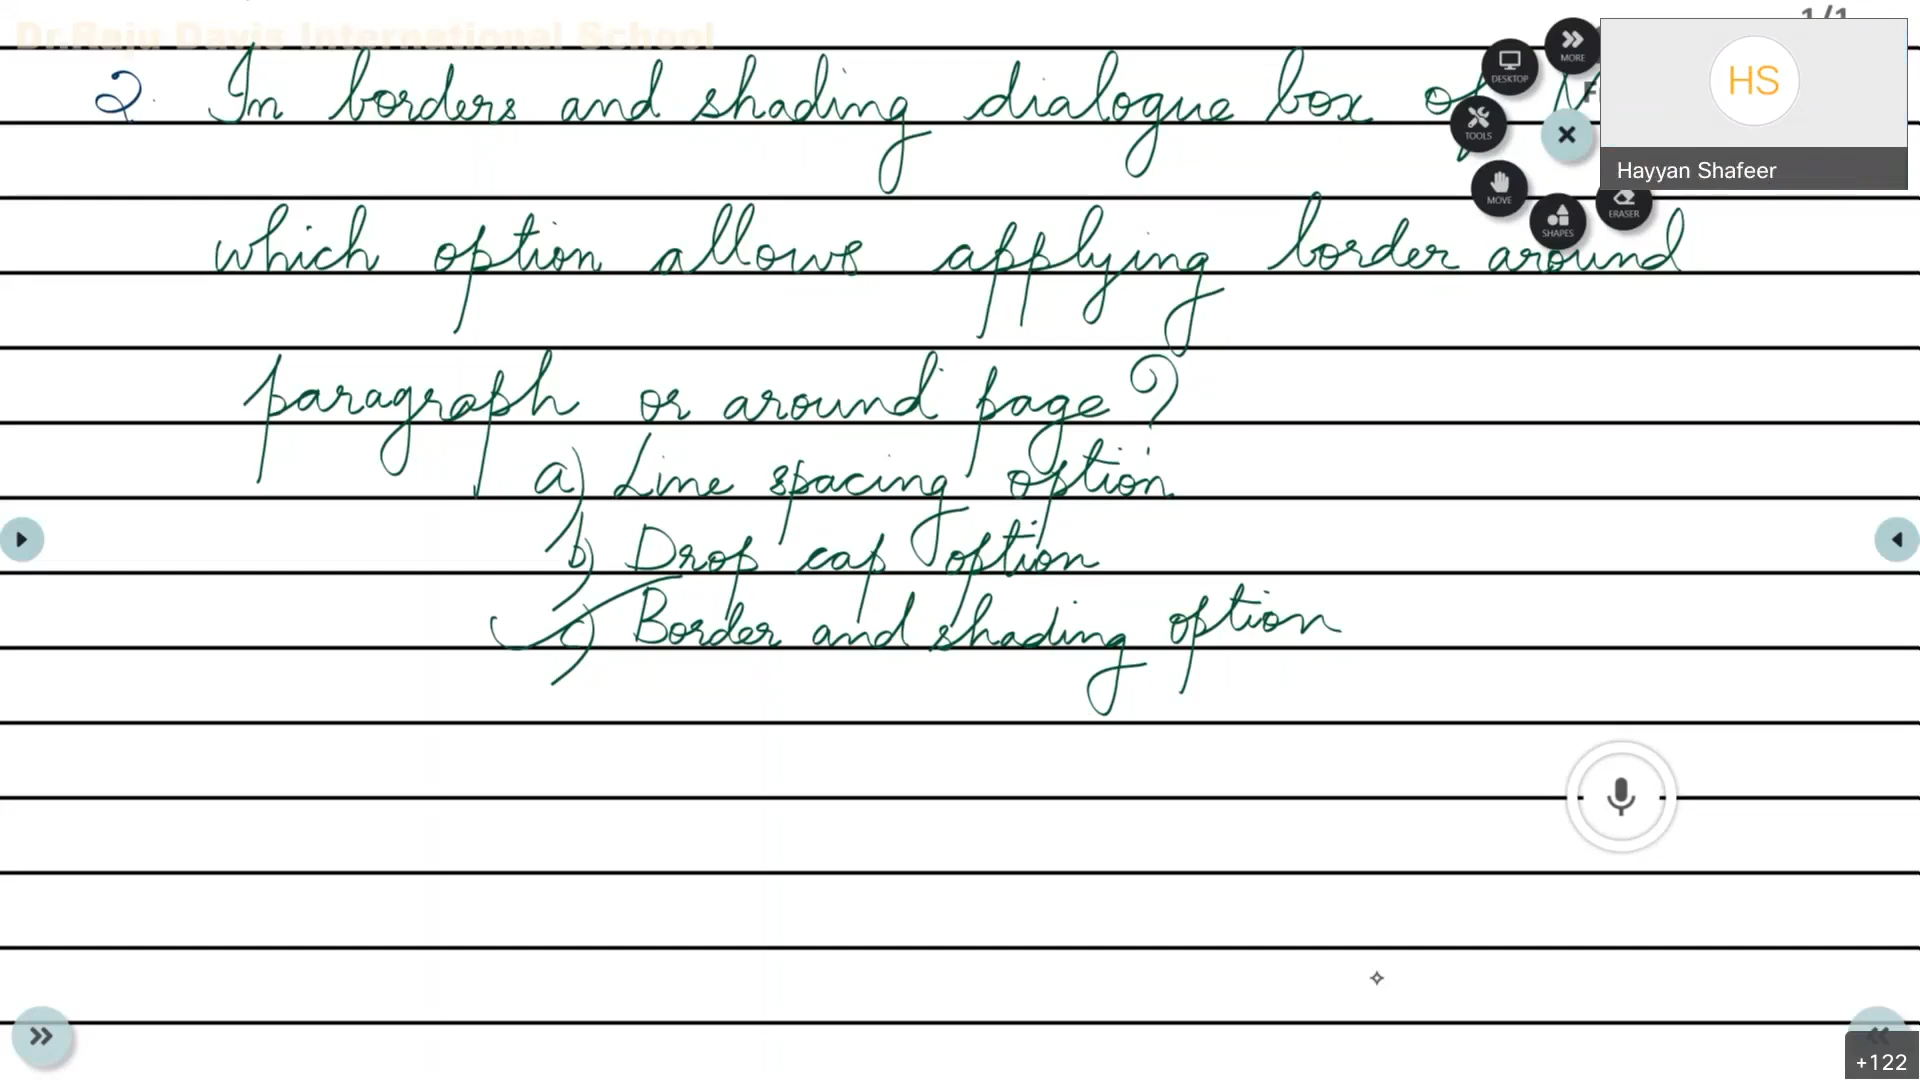 Dr.Raju Davis International School
1/1
2. In borders and shading dialogue box of
which option allows applying border around
paragraph or around page?
a) Line spacing option
b) Drop cap option
c) Border and shading option
MORE
DESKTOP
TOOLS
MOVE
SHAPES
ERASER
HS
Hayyan Shafeer
+122